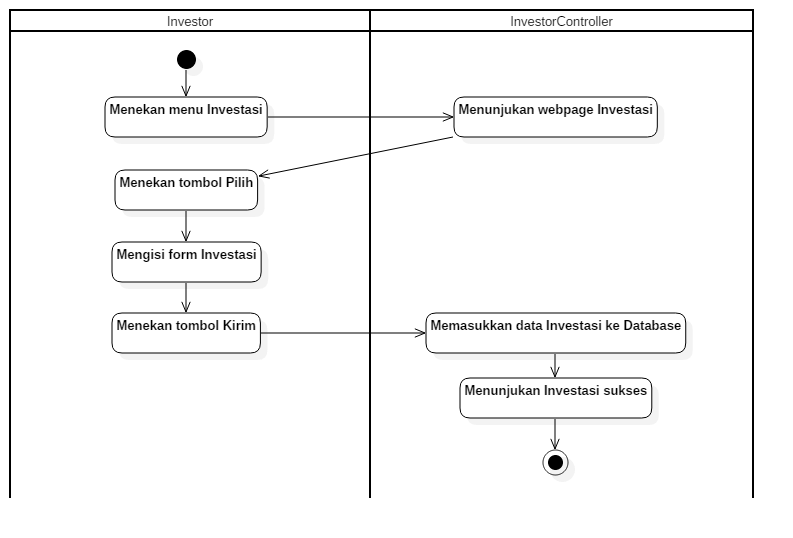 Investor
InvestorController
Menekan menu Investasi
Menunjukan webpage Investasi
Menekan tombol Pilih
Mengisi form Investasi
Menekan tombol Kirim
Memasukkan data Investasi ke Database
Menunjukan Investasi sukses